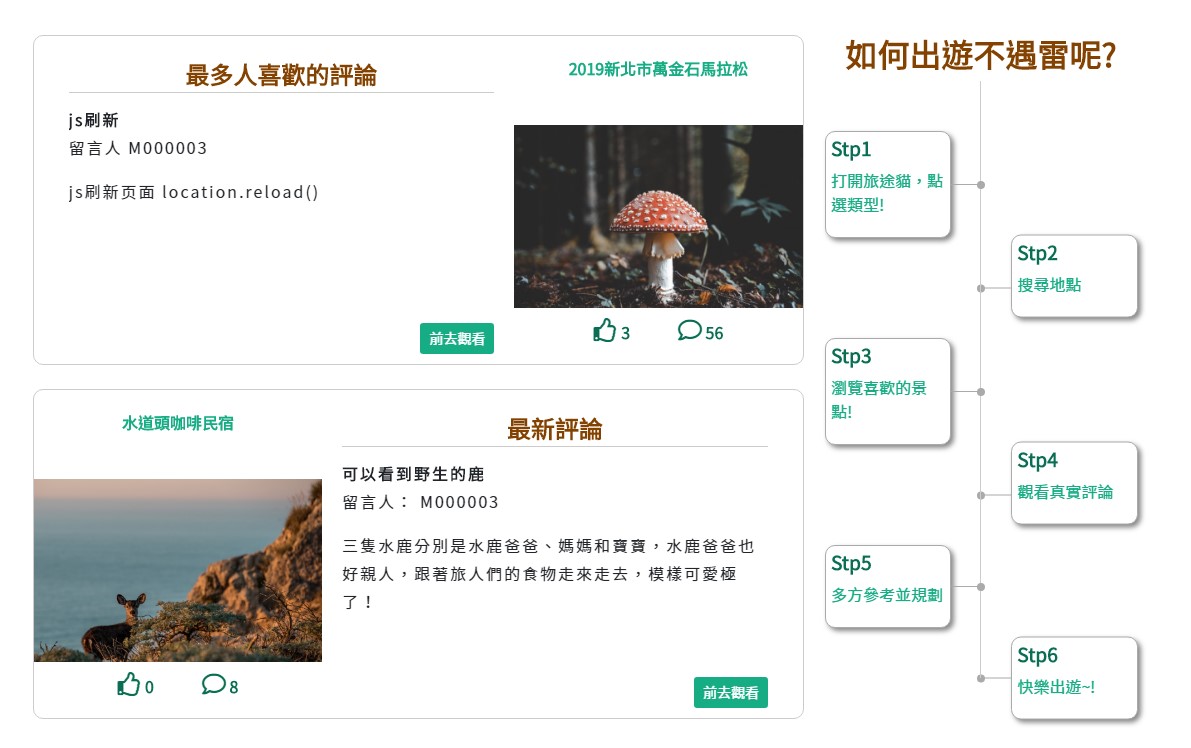 最多人喜歡的評論
js刷新
留言人 M000003
js刷新页面 location.reload()
前去觀看
2019新北市萬金石馬拉松
3
56
水道頭咖啡民宿
0
8
最新評論
可以看到野生的鹿
留言人： M000003
三隻水鹿分別是水鹿爸爸、媽媽和寶寶，水鹿爸爸也
好親人，跟著旅人們的食物走來走去，模樣可愛極
了！
前去觀看
如何出遊不遇雷呢?
Stp1
打開旅途貓，點
選類型!
Stp2
搜尋地點
Stp3
瀏覽喜歡的景
點!
Stp4
觀看真實評論
Stp5
多方參考並規劃
Stp6
快樂出遊~!